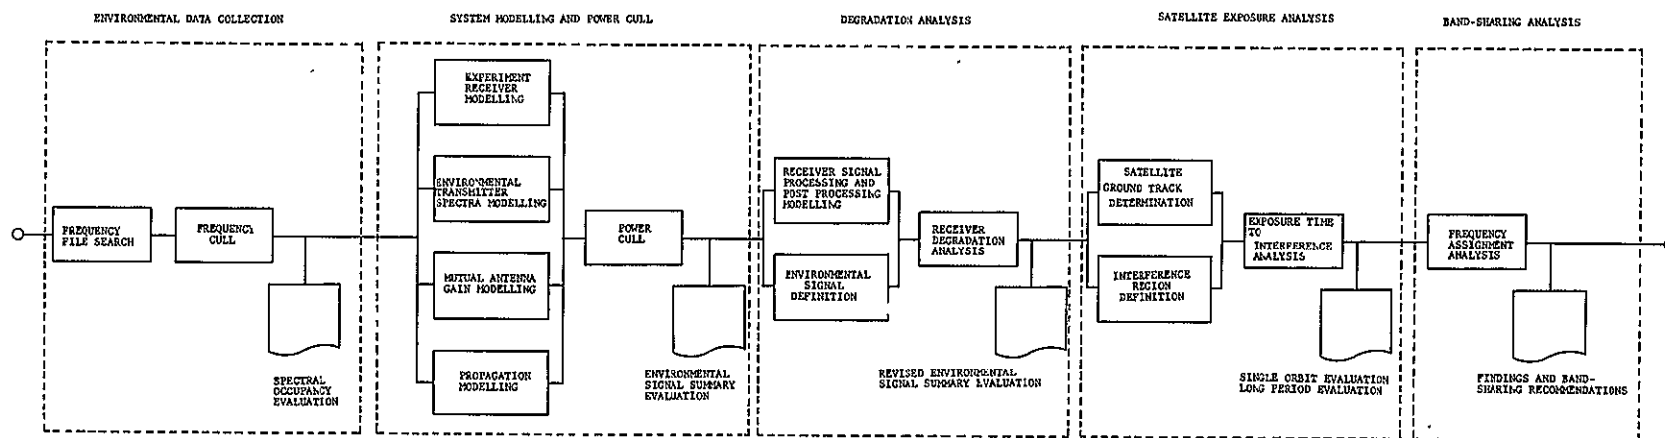 ENVIRONMENTAL DATA COLLECTION
SYSTEM MODELLING AND POWER CULL
DEGRADATION ANALYSIS
SATELLITE EXPOSURE ANALYSIS
BAND-SHARING ANALYSIS
FREQUENCY
FILE SEARCH
FREQUENCY
CULL
SPECTRAL
OCCUPANCY
EVALUATION
EXPERIMENT
RECEIVER
MODELLING
ENVIRONMENTAL
TRANSMITTER
SPECTRA MODELLING
MUTUAL ANTENNA
GAIN MODELLING
PROPAGATION
MODELLING
POWER
CULL
ENVIRONMENTAL
SIGNAL SUMMARY
EVALUATION
RECEIVER SIGNAL
PROCESSING AND
POST PROCESSING
MODELLING
ENVIRONMENTAL
SIGNAL
DEFINITION
RECEIVER
DEGRADATION
ANALYSIS
REVISED ENVIRONMENTAL
SIGNAL SUMMARY EVALUATION
SATELLITE
GROUND TRACK
DETERMINATION
INTERFERENCE
REGION
DEFINITION
EXPOSURE TIME
TO
INTERFERENCE
ANALYSIS
SINGLE ORBIT EVALUATION
LONG PERIOD EVALUATION
FREQUENCY
ASSIGNMENT
ANALYSIS
FINDINGS AND BAND-
SHARING RECOMMENDATIONS